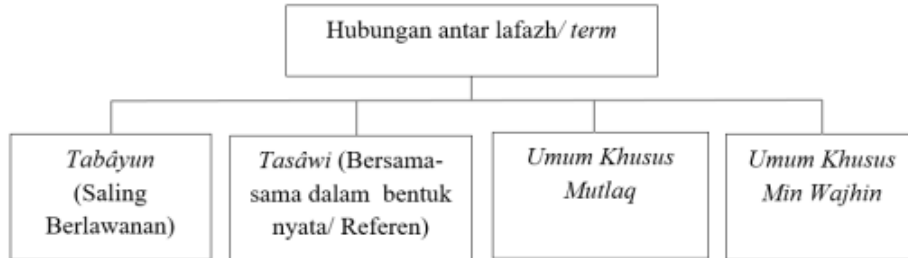 Hubungan antar lafazh/ term
Tabâyun
(Saling
Berlawanan)
Tasâwi (Bersama-
sama dalam bentuk
nyata/ Referen)
Umum Khusus
Mutlaq
Umum Khusus
Min Wajhin